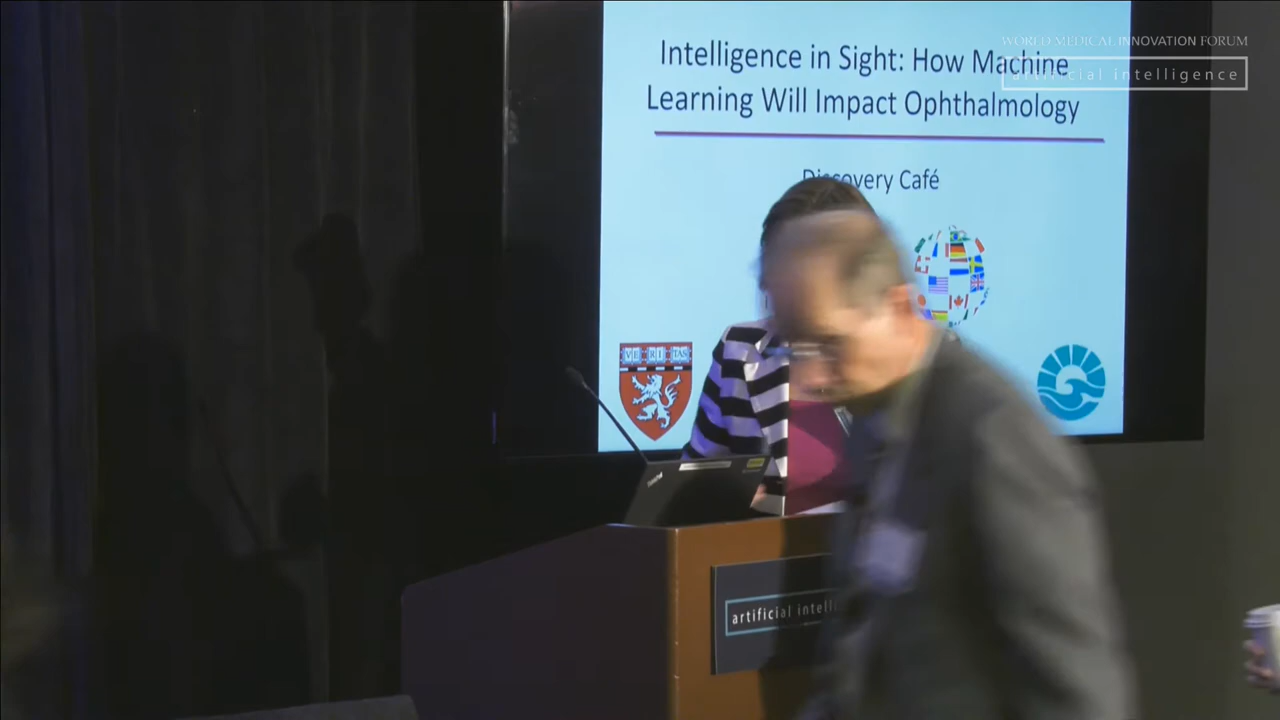 WORLD MEDICAL INNOVATION FORUM
artificial intelligence
Intelligence in Sight: How Machine
Learning Will Impact Ophthalmology
Discovery Café
VE RI TAS
ThinkPad
artificial intelli